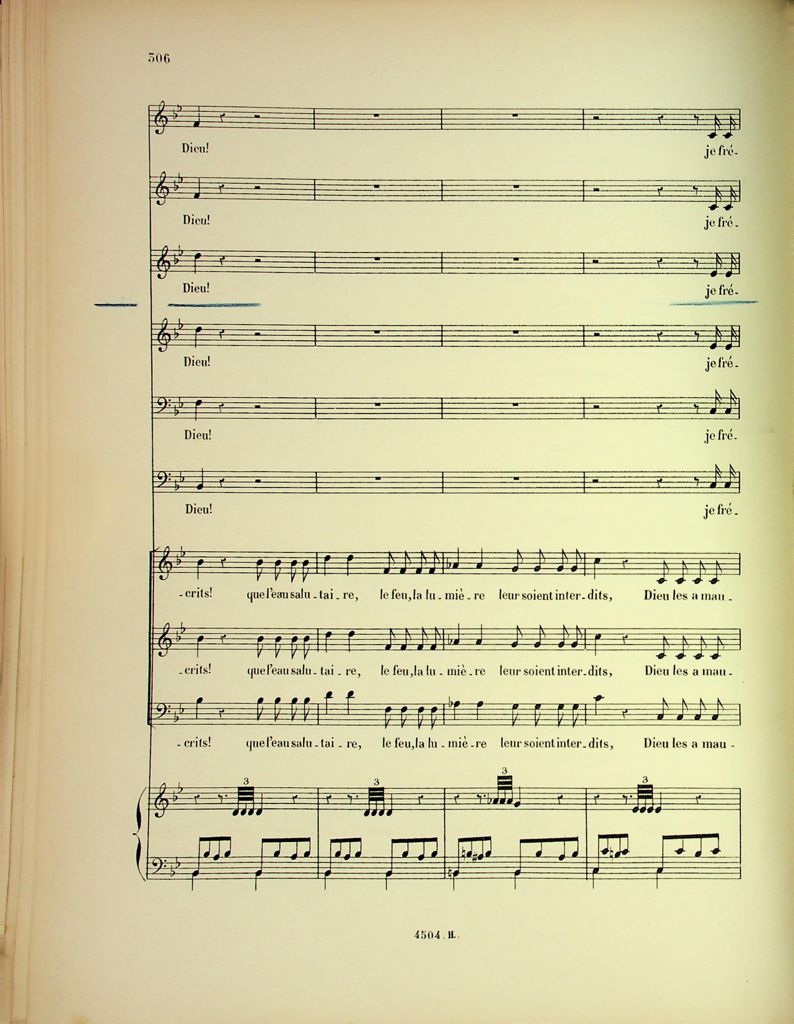 306
Dieu! je fré-
Dieu! je fré-
Dieu! je fré-
Dieu! je fré-
Dieu! je fré-
Dieu! je fré-
-crits! que l'eau salu-tai-re, le feu, la lu-miè-re leur soient inter-dits, Dieu les a mau-
-crits! que l'eau salu-tai-re, le feu, la lu-miè-re leur soient inter-dits, Dieu les a mau-
-crits! que l'eau salu-tai-re, le feu, la lu-miè-re leur soient inter-dits, Dieu les a mau-
3 3 3 3
4504. H.